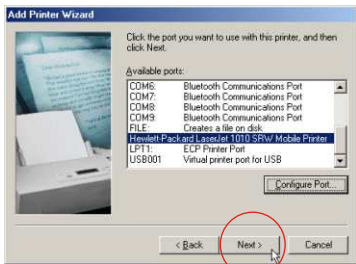 Add Printer Wizard
Click the port you want to use with this printer, and then
click Next.
Available ports:
COM6: Bluetooth Communications Port
COM7: Bluetooth Communications Port
COM8: Bluetooth Communications Port
COM9: Bluetooth Communications Port
FILE: Creates a file on disk
Hewlett-Packard LaserJet 1010 SRW Mobile Printer
LPT1: ECP Printer Port
USB001 Virtual printer port for USB
Configure Port...
< Back Next > Cancel